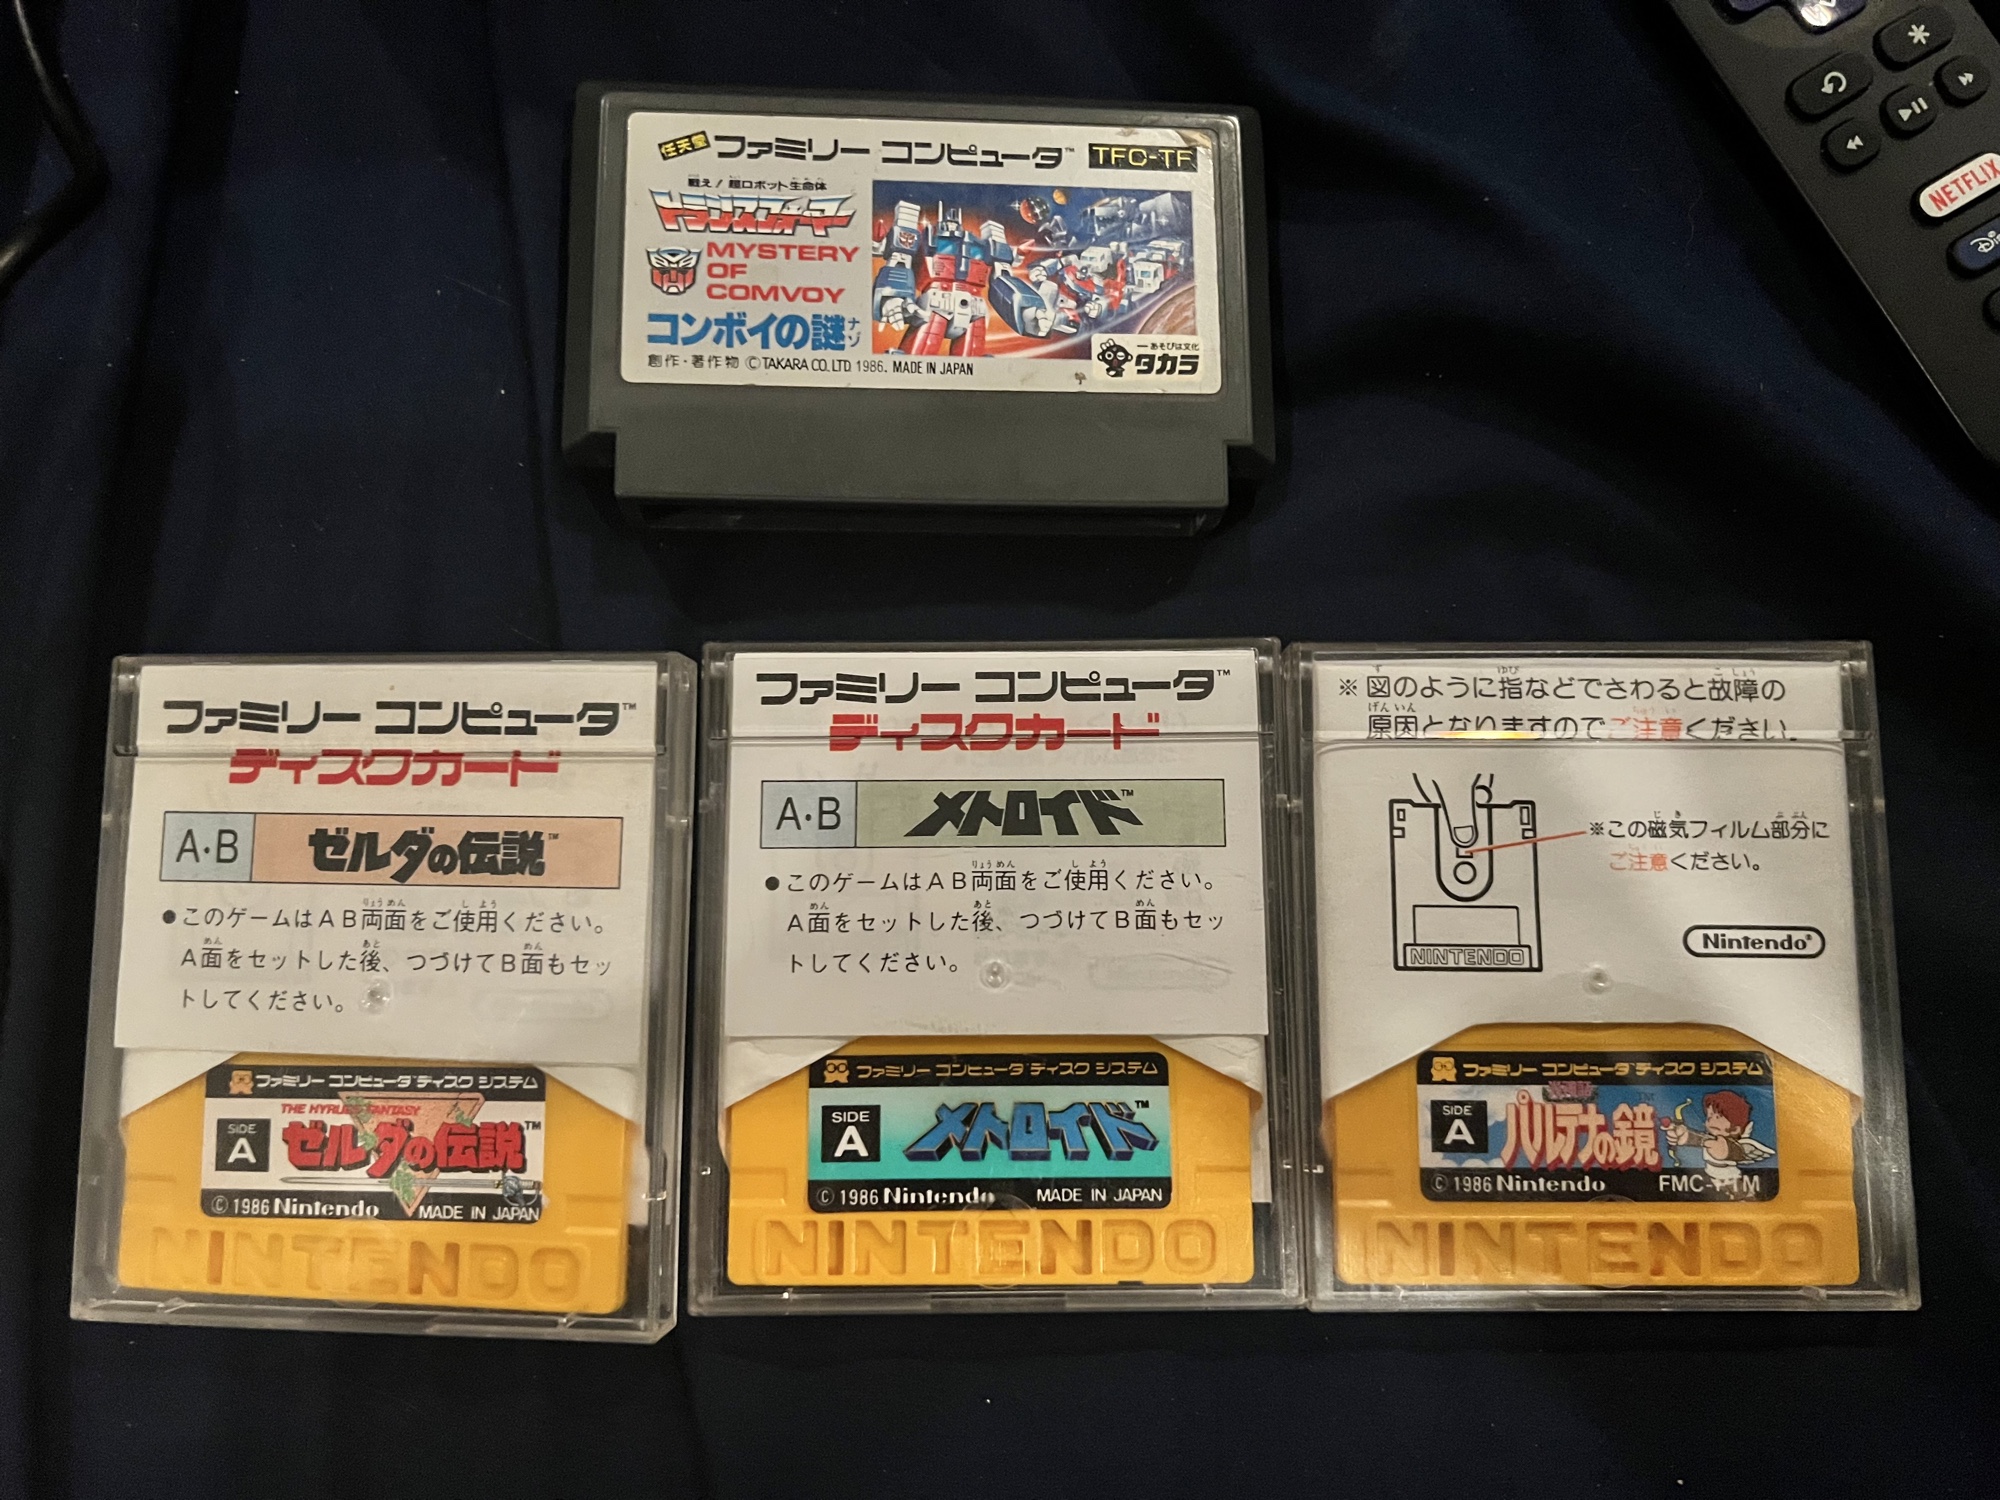 任天堂 ファミリー コンピュータ™ TFC-TF
戦え!超ロボット生命体
トランスフォーマー
MYSTERY
OF
COMVOY
コンボイの謎
ナゾ
創作・著作物 ©TAKARA CO.,LTD. 1986. MADE IN JAPAN
あそびは文化
タカラ
NETFLIX
ファミリー コンピュータ™
ディスクカード
A・B ゼルダの伝説™
●このゲームはAB両面をご使用ください。
A面をセットした後、つづけてB面もセッ
トしてください。
ファミリー コンピュータ ディスク システム
THE HYRULE FANTASY
SIDE
A
ゼルダの伝説™
©1986 Nintendo MADE IN JAPAN
NINTENDO
ファミリー コンピュータ™
ディスクカード
A・B メトロイド™
●このゲームはAB両面をご使用ください。
A面をセットした後、つづけてB面もセッ
トしてください。
ファミリー コンピュータ ディスク システム
SIDE
A
メトロイド™
©1986 Nintendo MADE IN JAPAN
NINTENDO
※図のように指などでさわると故障の
原因となりますのでご注意ください。
※この磁気フィルム部分に
ご注意ください。
NINTENDO
Nintendo®
ファミリー コンピュータ ディスク システム
SIDE
A
パルテナの鏡
©1986 Nintendo FMC-PTM
NINTENDO